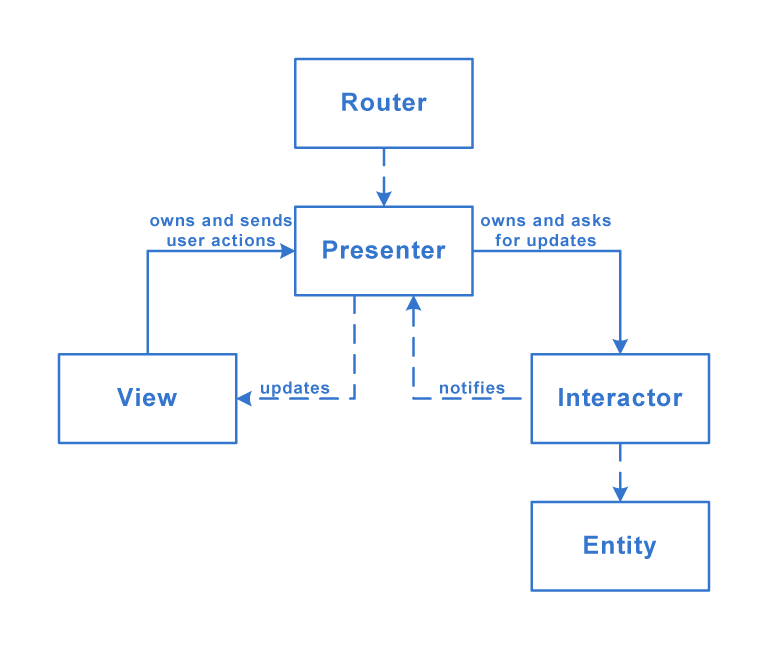 Router
owns and sends
user actions
Presenter
owns and asks
for updates
View
updates
notifies
Interactor
Entity